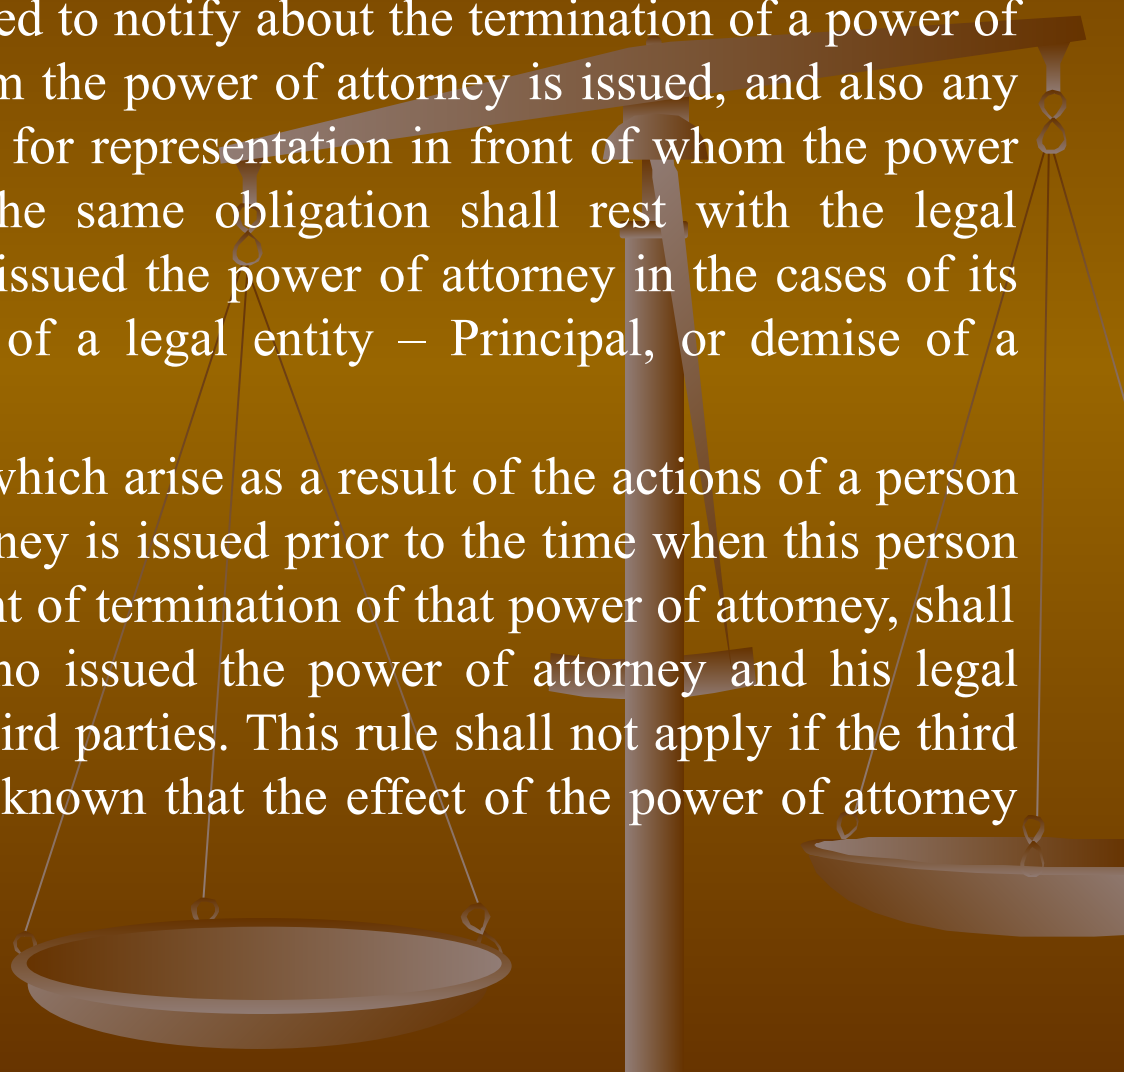 ed to notify about the termination of a power of
m the power of attorney is issued, and also any
for representation in front of whom the power
he same obligation shall rest with the legal
issued the power of attorney in the cases of its
of a legal entity – Principal, or demise of a
which arise as a result of the actions of a person
ney is issued prior to the time when this person
nt of termination of that power of attorney, shall
ho issued the power of attorney and his legal
ird parties. This rule shall not apply if the third
known that the effect of the power of attorney